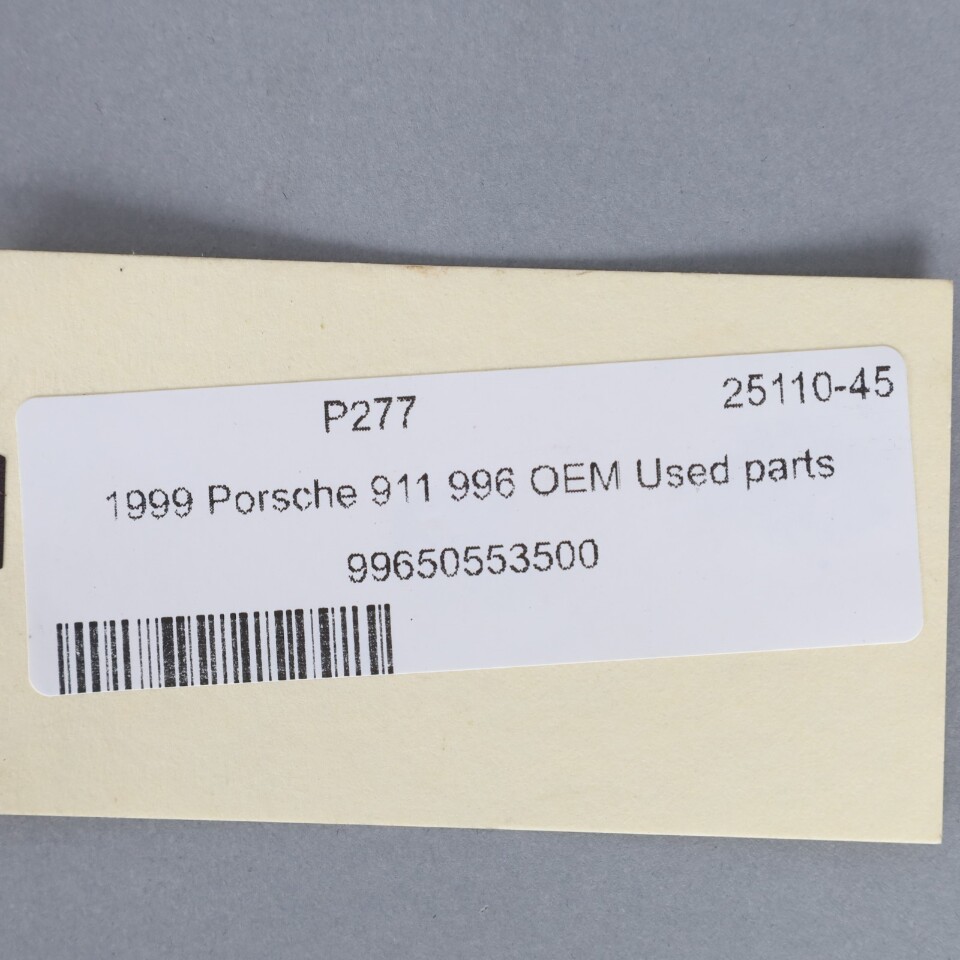 P277 25110-45
1999 Porsche 911 996 OEM Used parts
99650553500